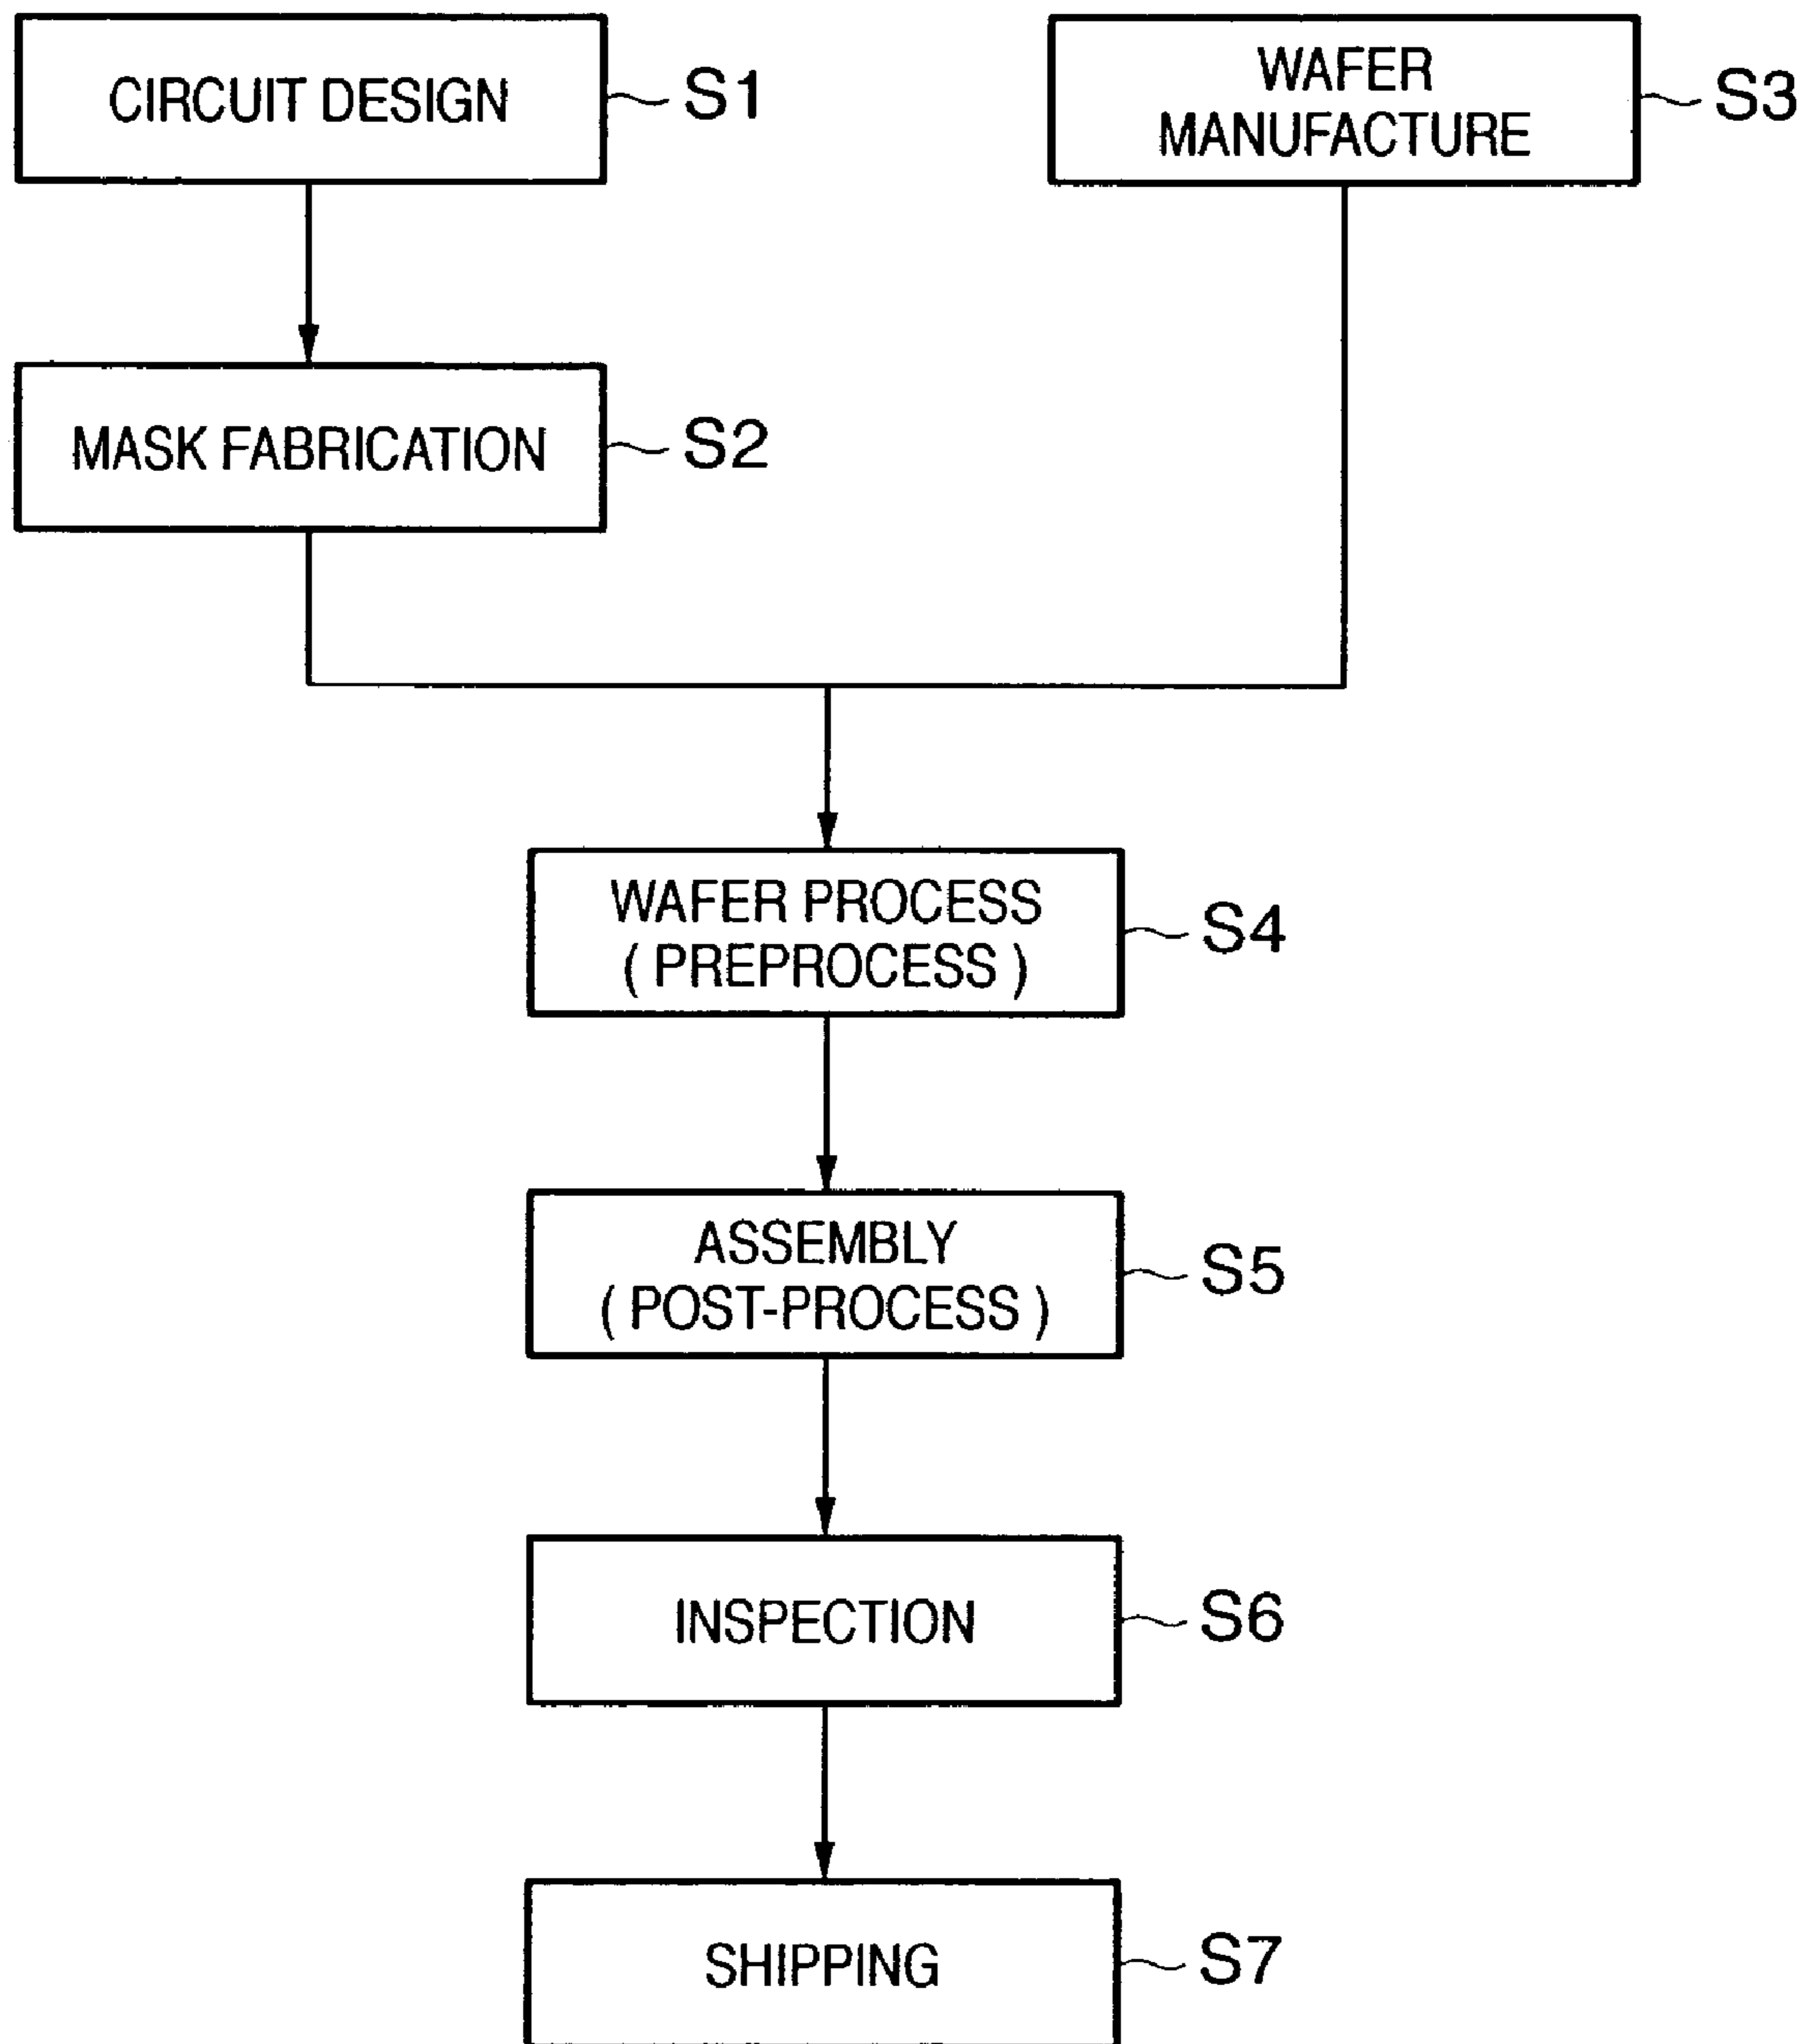 CIRCUIT DESIGN
S1
WAFER
MANUFACTURE
S3
MASK FABRICATION
S2
WAFER PROCESS
( PREPROCESS )
S4
ASSEMBLY
( POST-PROCESS )
S5
INSPECTION
S6
SHIPPING
S7